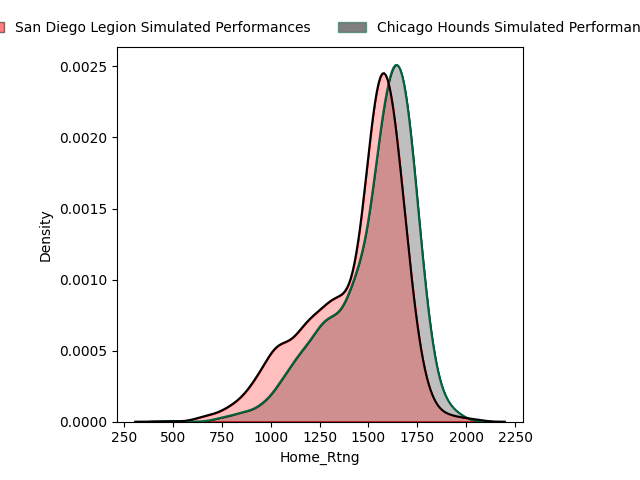 San Diego Legion Simulated Performances
Chicago Hounds Simulated Performan
0.0025
0.0020
0.0015
0.0010
0.0005
0.0000
Density
250 500 750 1000 1250 1500 1750 2000 2250
Home_Rtng